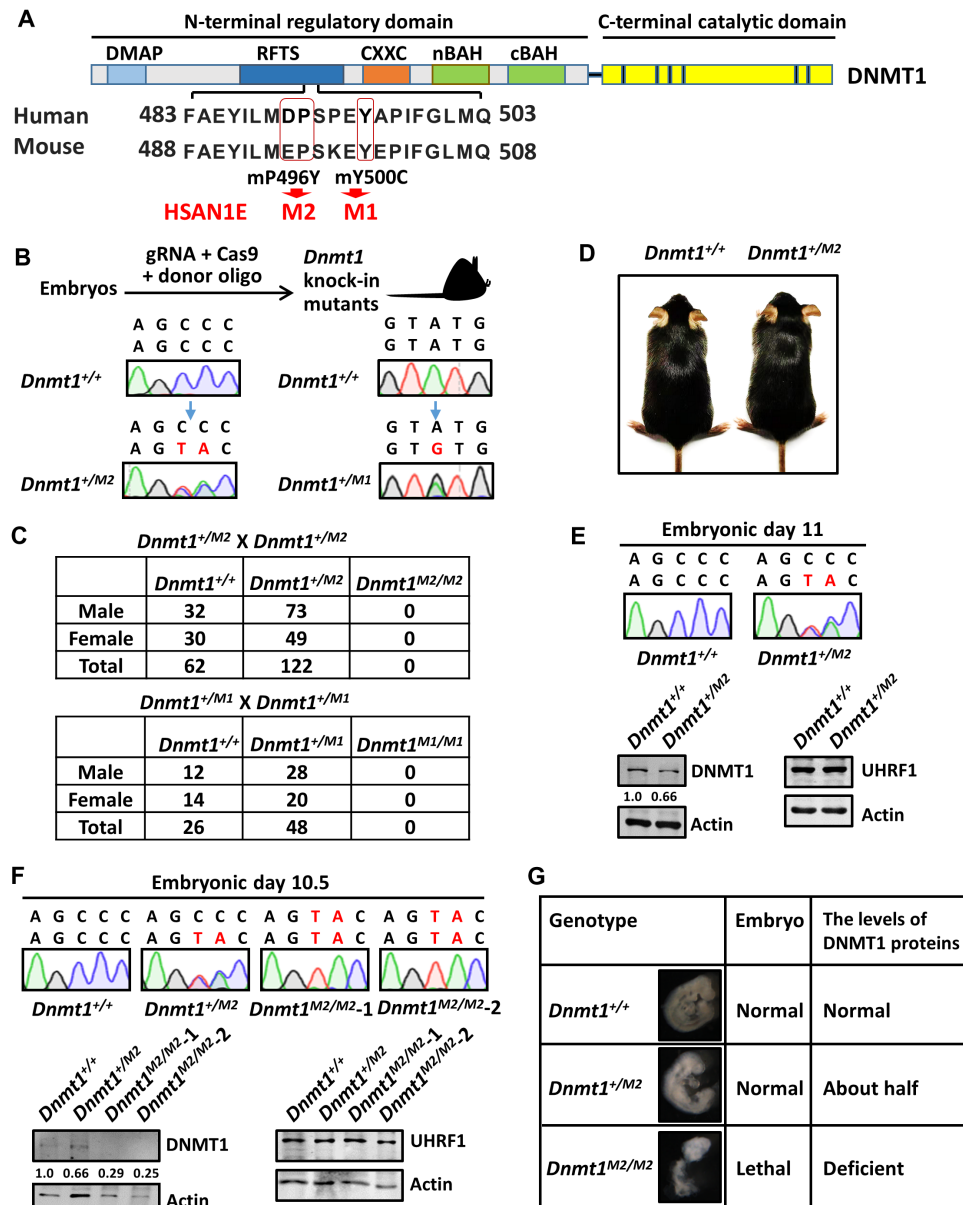 A
N-terminal regulatory domain
C-terminal catalytic domain
DMAP RFTS CXXC nBAH cBAH
DNMT1
Human 483 FAEYILMDPSPEYAPIFGLMQ 503
Mouse 488 FAEYILMEPSKEYEPIFGLMQ 508
mP496Y mY500C
HSAN1E M2 M1
B
Embryos
gRNA + Cas9
+ donor oligo
Dnmt1
knock-in
mutants
A G C C C
A G C C C
Dnmt1+/+
A G C C C
A G T A C
Dnmt1+/M2
G T A T G
G T A T G
Dnmt1+/+
G T A T G
G T G T G
Dnmt1+/M1
C
Dnmt1+/M2 X Dnmt1+/M2
Dnmt1+/+ Dnmt1+/M2 Dnmt1M2/M2
Male 32 73 0
Female 30 49 0
Total 62 122 0
Dnmt1+/M1 X Dnmt1+/M1
Dnmt1+/+ Dnmt1+/M1 Dnmt1M1/M1
Male 12 28 0
Female 14 20 0
Total 26 48 0
D
Dnmt1+/+ Dnmt1+/M2
E
Embryonic day 11
A G C C C A G C C C
A G C C C A G T A C
Dnmt1+/+ Dnmt1+/M2
Dnmt1+/+
Dnmt1+/M2
DNMT1
1.0 0.66
Actin
Dnmt1+/+
Dnmt1+/M2
UHRF1
Actin
F
Embryonic day 10.5
A G C C C A G C C C A G T A C A G T A C
A G C C C A G T A C A G T A C A G T A C
Dnmt1+/+ Dnmt1+/M2 Dnmt1M2/M2-1 Dnmt1M2/M2-2
Dnmt1+/+
Dnmt1+/M2
Dnmt1M2/M2-1
Dnmt1M2/M2-2
DNMT1
1.0 0.66 0.29 0.25
Actin
Dnmt1+/+
Dnmt1+/M2
Dnmt1M2/M2-1
Dnmt1M2/M2-2
UHRF1
Actin
G
Genotype Embryo The levels of
DNMT1 proteins
Dnmt1+/+ Normal Normal
Dnmt1+/M2 Normal About half
Dnmt1M2/M2 Lethal Deficient